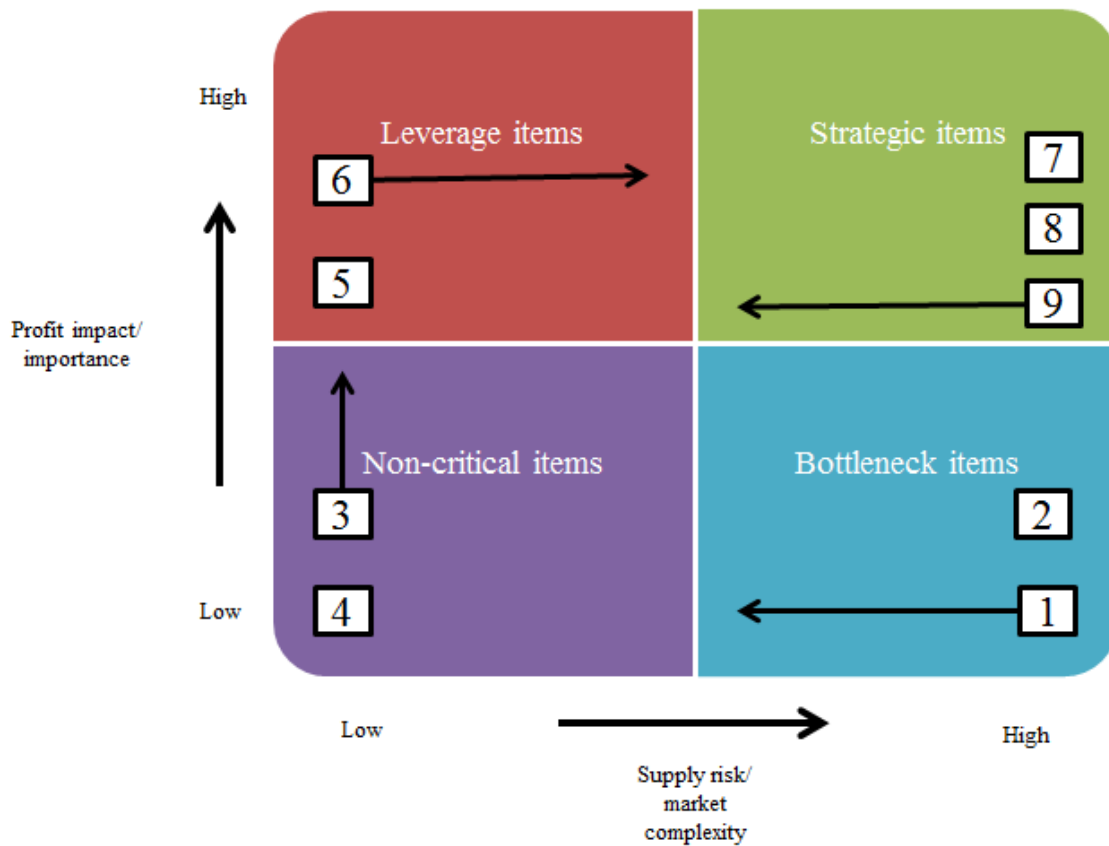 High
Leverage items
Strategic items
6
7
8
5
9
Profit impact/
importance
Non-critical items
Bottleneck items
3
2
Low
4
1
Low
High
Supply risk/
market
complexity